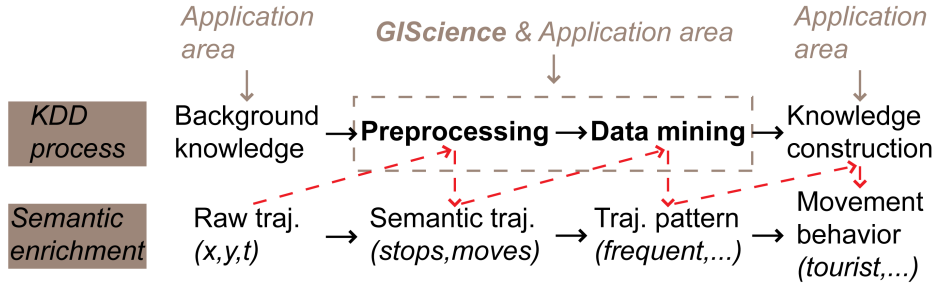 Application
area
GIScience & Application area
Application
area
KDD
process
Background
knowledge
Preprocessing
Data mining
Knowledge
construction
Semantic
enrichment
Raw traj.
(x,y,t)
Semantic traj.
(stops,moves)
Traj. pattern
(frequent,...)
Movement
behavior
(tourist,...)